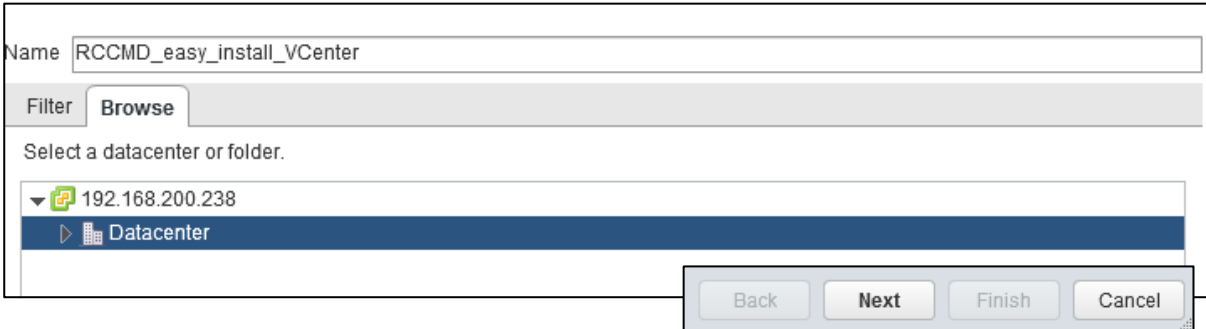 Name RCCMD_easy_install_VCenter
Filter Browse
Select a datacenter or folder.
192.168.200.238
Datacenter
Back Next Finish Cancel